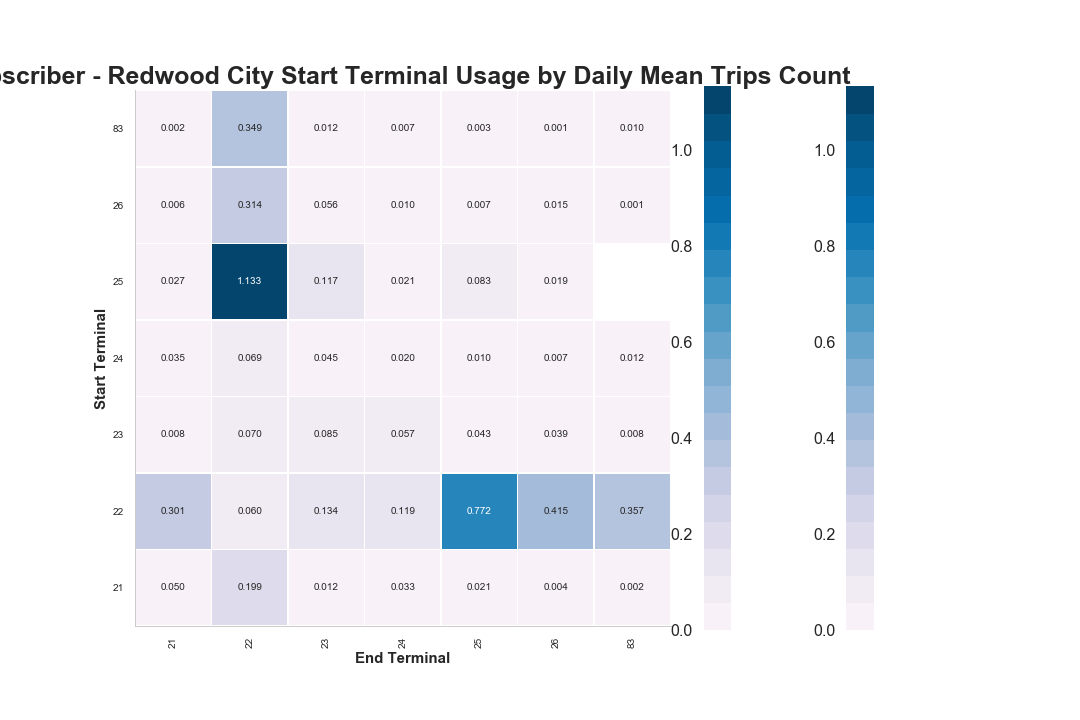 scriber - Redwood City Start Terminal Usage by Daily Mean Trips Count
83 0.002 0.349 0.012 0.007 0.003 0.001 0.010
26 0.006 0.314 0.056 0.010 0.007 0.015 0.001
25 0.027 1.133 0.117 0.021 0.083 0.019
24 0.035 0.069 0.045 0.020 0.010 0.007 0.012
23 0.008 0.070 0.085 0.057 0.043 0.039 0.008
22 0.301 0.060 0.134 0.119 0.772 0.415 0.357
21 0.050 0.199 0.012 0.033 0.021 0.004 0.002
21 22 23 24 25 26 83
Start Terminal
End Terminal
1.0 1.0
0.8 0.8
0.6 0.6
0.4 0.4
0.2 0.2
0.0 0.0